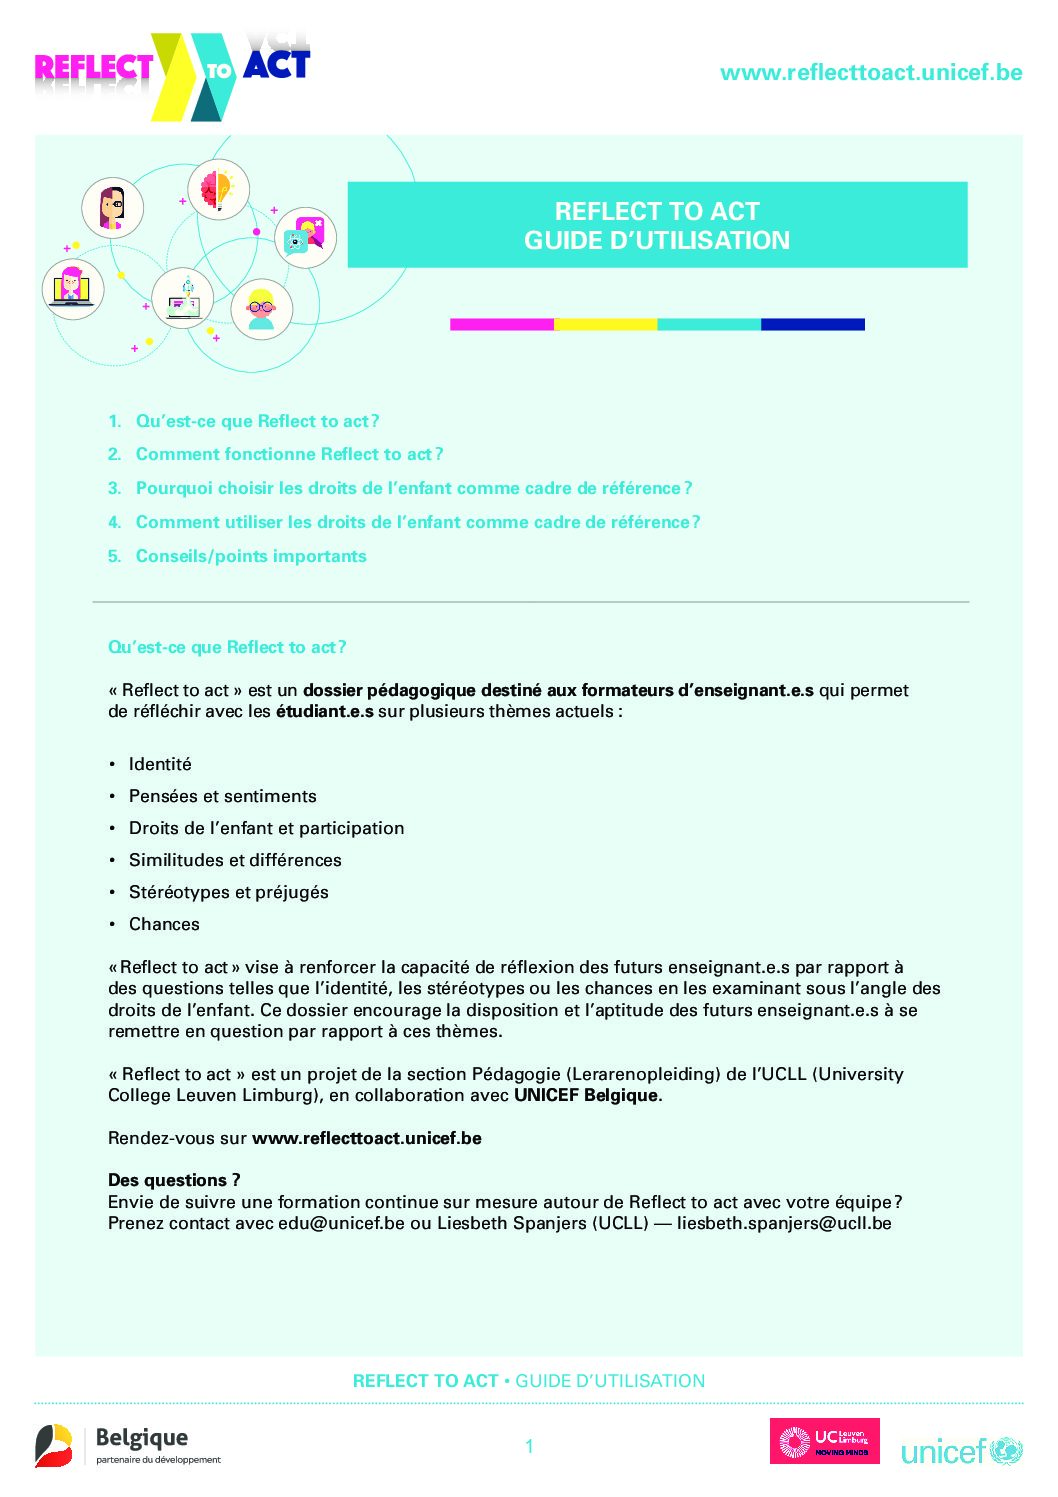 REFLECT TO ACT
www.reflecttoact.unicef.be
REFLECT TO ACT
GUIDE D’UTILISATION
1. Qu’est-ce que Reflect to act ?
2. Comment fonctionne Reflect to act ?
3. Pourquoi choisir les droits de l’enfant comme cadre de référence ?
4. Comment utiliser les droits de l’enfant comme cadre de référence ?
5. Conseils/points importants
Qu’est-ce que Reflect to act ?
« Reflect to act » est un dossier pédagogique destiné aux formateurs d’enseignant.e.s qui permet
de réfléchir avec les étudiant.e.s sur plusieurs thèmes actuels :
• Identité
• Pensées et sentiments
• Droits de l’enfant et participation
• Similitudes et différences
• Stéréotypes et préjugés
• Chances
« Reflect to act » vise à renforcer la capacité de réflexion des futurs enseignant.e.s par rapport à
des questions telles que l’identité, les stéréotypes ou les chances en les examinant sous l’angle des
droits de l’enfant. Ce dossier encourage la disposition et l’aptitude des futurs enseignant.e.s à se
remettre en question par rapport à ces thèmes.
« Reflect to act » est un projet de la section Pédagogie (Lerarenopleiding) de l’UCLL (University
College Leuven Limburg), en collaboration avec UNICEF Belgique.
Rendez-vous sur www.reflecttoact.unicef.be
Des questions ?
Envie de suivre une formation continue sur mesure autour de Reflect to act avec votre équipe ?
Prenez contact avec edu@unicef.be ou Liesbeth Spanjers (UCLL) — liesbeth.spanjers@ucll.be
REFLECT TO ACT • GUIDE D’UTILISATION
Belgique
partenaire du développement
1
UC Leuven
Limburg
MOVING MINDS
unicef